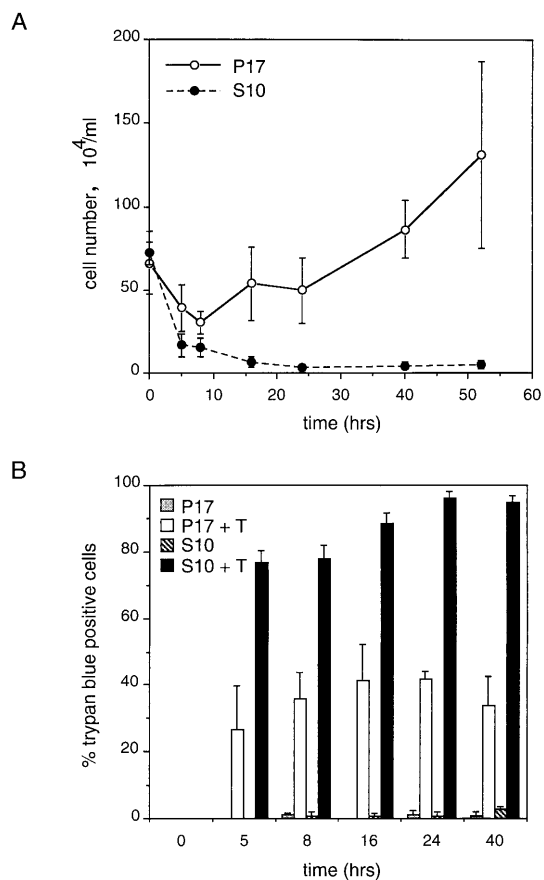 A
200
150
100
50
0
cell number, 10⁴/ml
P17
S10
0 10 20 30 40 50 60
time (hrs)
B
100
80
60
40
20
0
% trypan blue positive cells
P17
P17 + T
S10
S10 + T
0 5 8 16 24 40
time (hrs)